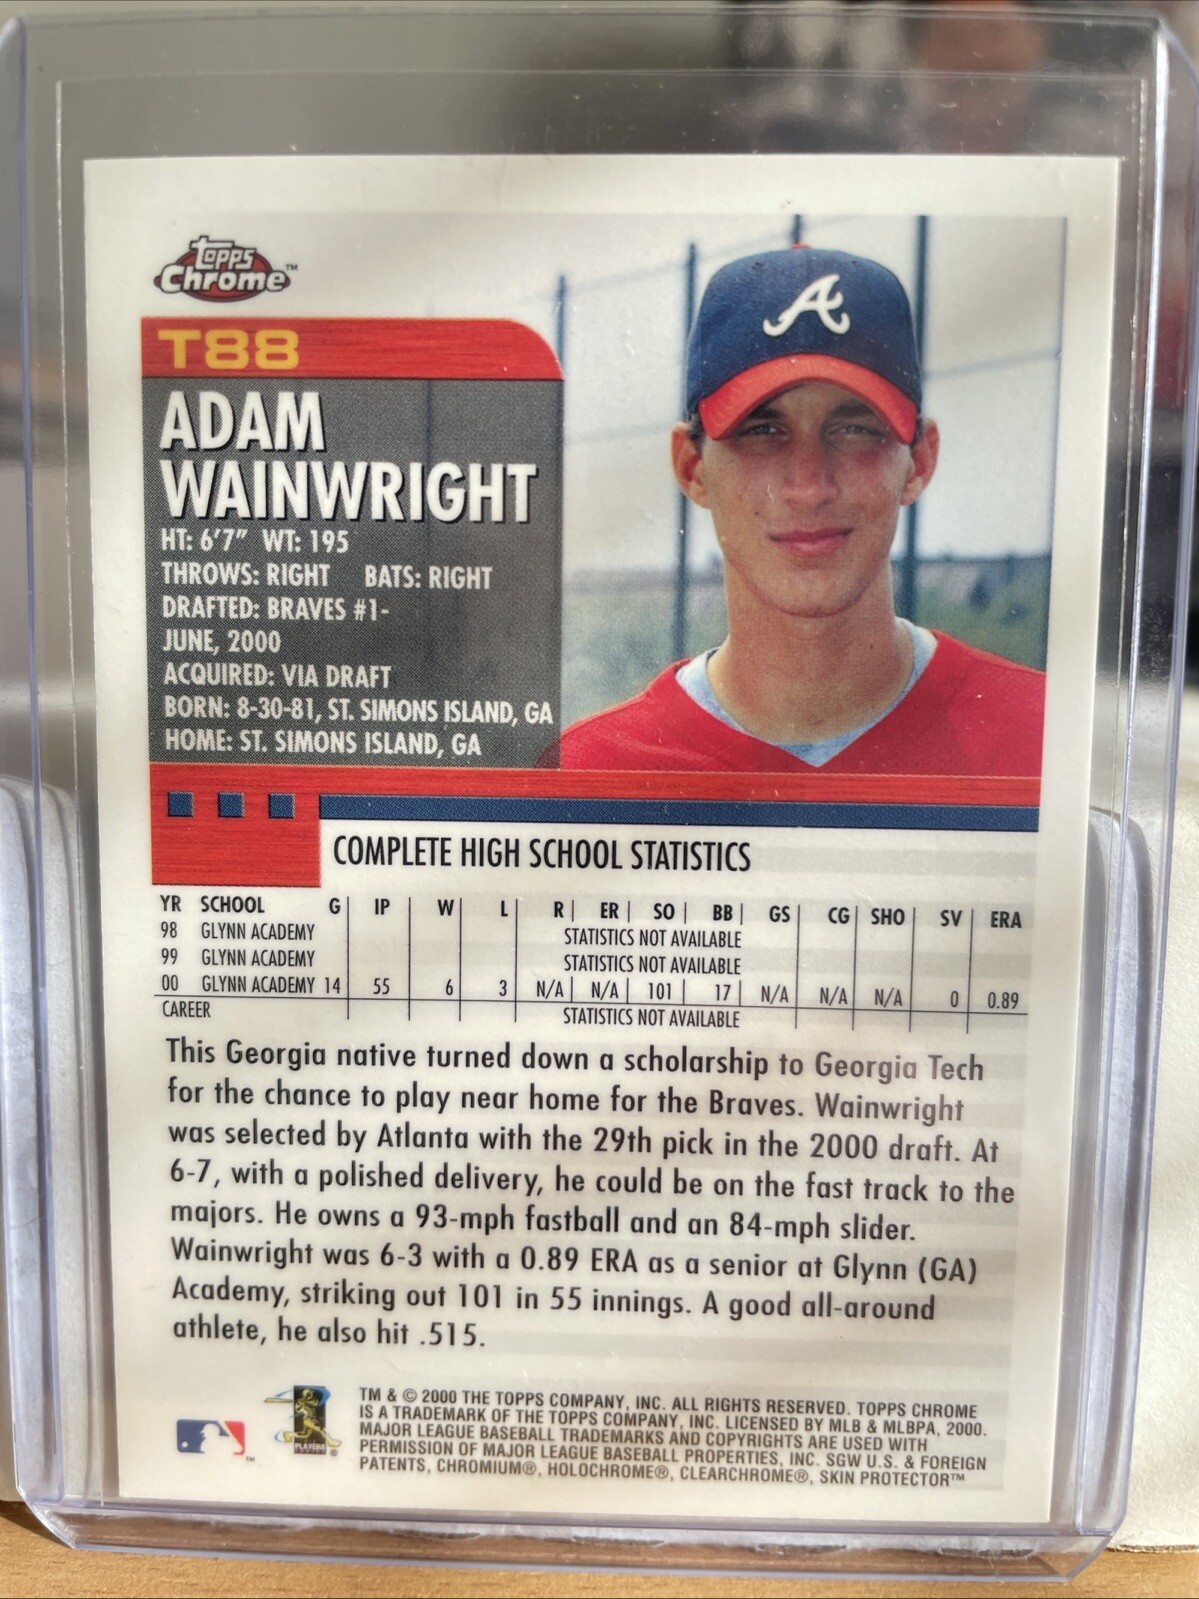 Topps
Chrome™
T88
ADAM
WAINWRIGHT
HT: 6'7" WT: 195
THROWS: RIGHT BATS: RIGHT
DRAFTED: BRAVES #1-
JUNE, 2000
ACQUIRED: VIA DRAFT
BORN: 8-30-81, ST. SIMONS ISLAND, GA
HOME: ST. SIMONS ISLAND, GA
A
COMPLETE HIGH SCHOOL STATISTICS
YR SCHOOL G IP W L R ER SO BB GS CG SHO SV ERA
98 GLYNN ACADEMY STATISTICS NOT AVAILABLE
99 GLYNN ACADEMY STATISTICS NOT AVAILABLE
00 GLYNN ACADEMY 14 55 6 3 N/A N/A 101 17 N/A N/A N/A 0 0.89
CAREER STATISTICS NOT AVAILABLE
This Georgia native turned down a scholarship to Georgia Tech
for the chance to play near home for the Braves. Wainwright
was selected by Atlanta with the 29th pick in the 2000 draft. At
6-7, with a polished delivery, he could be on the fast track to the
majors. He owns a 93-mph fastball and an 84-mph slider.
Wainwright was 6-3 with a 0.89 ERA as a senior at Glynn (GA)
Academy, striking out 101 in 55 innings. A good all-around
athlete, he also hit .515.
PLAYERS
TM & © 2000 THE TOPPS COMPANY, INC. ALL RIGHTS RESERVED. TOPPS CHROME
IS A TRADEMARK OF THE TOPPS COMPANY, INC. LICENSED BY MLB & MLBPA, 2000.
MAJOR LEAGUE BASEBALL TRADEMARKS AND COPYRIGHTS ARE USED WITH
PERMISSION OF MAJOR LEAGUE BASEBALL PROPERTIES, INC. SGW U.S. & FOREIGN
PATENTS, CHROMIUM®, HOLOCHROME®, CLEARCHROME®, SKIN PROTECTOR™